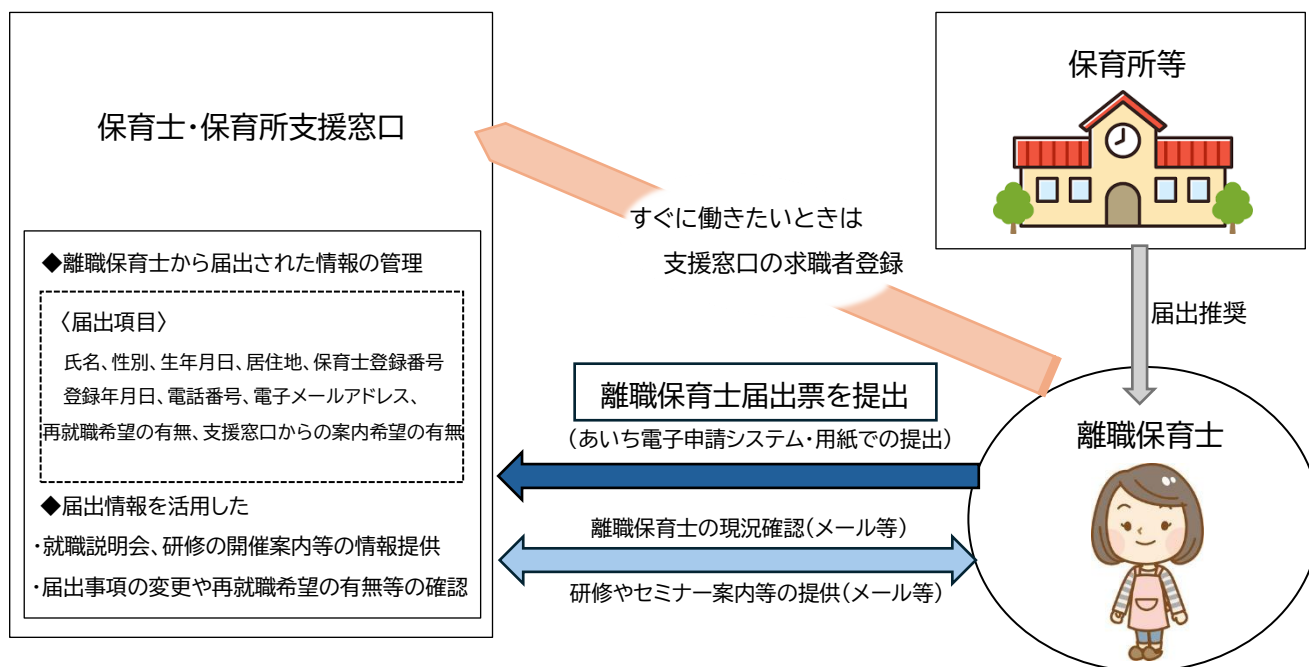 保育士・保育所支援窓口
◆離職保育士から届出された情報の管理
〈届出項目〉
氏名、性別、生年月日、居住地、保育士登録番号
登録年月日、電話番号、電子メールアドレス、
再就職希望の有無、支援窓口からの案内希望の有無
◆届出情報を活用した
・就職説明会、研修の開催案内等の情報提供
・届出事項の変更や再就職希望の有無等の確認
すぐに働きたいときは
支援窓口の求職者登録
離職保育士届出票を提出
（あいち電子申請システム・用紙での提出）
離職保育士の現況確認（メール等）
研修やセミナー案内等の提供（メール等）
保育所等
届出推奨
離職保育士